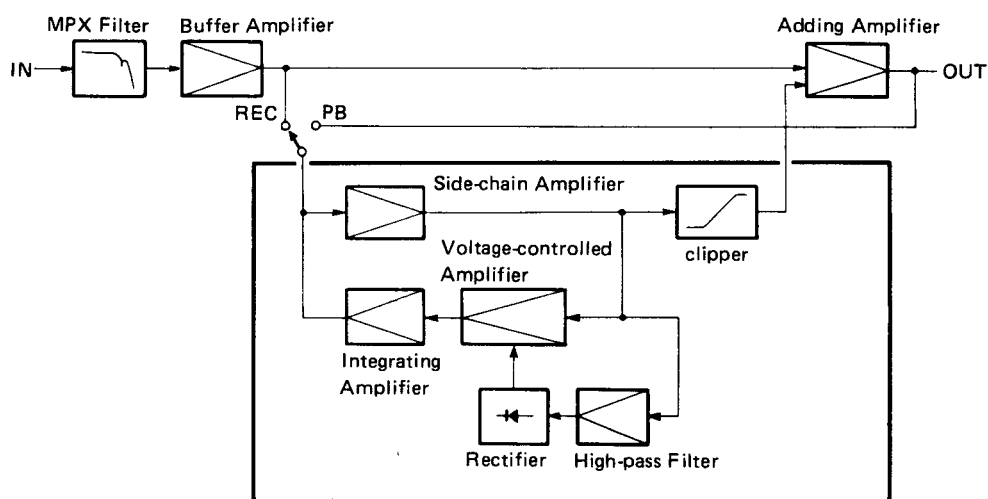 MPX Filter
Buffer Amplifier
Adding Amplifier
IN
OUT
REC
PB
Side-chain Amplifier
clipper
Voltage-controlled
Amplifier
Integrating
Amplifier
Rectifier
High-pass Filter